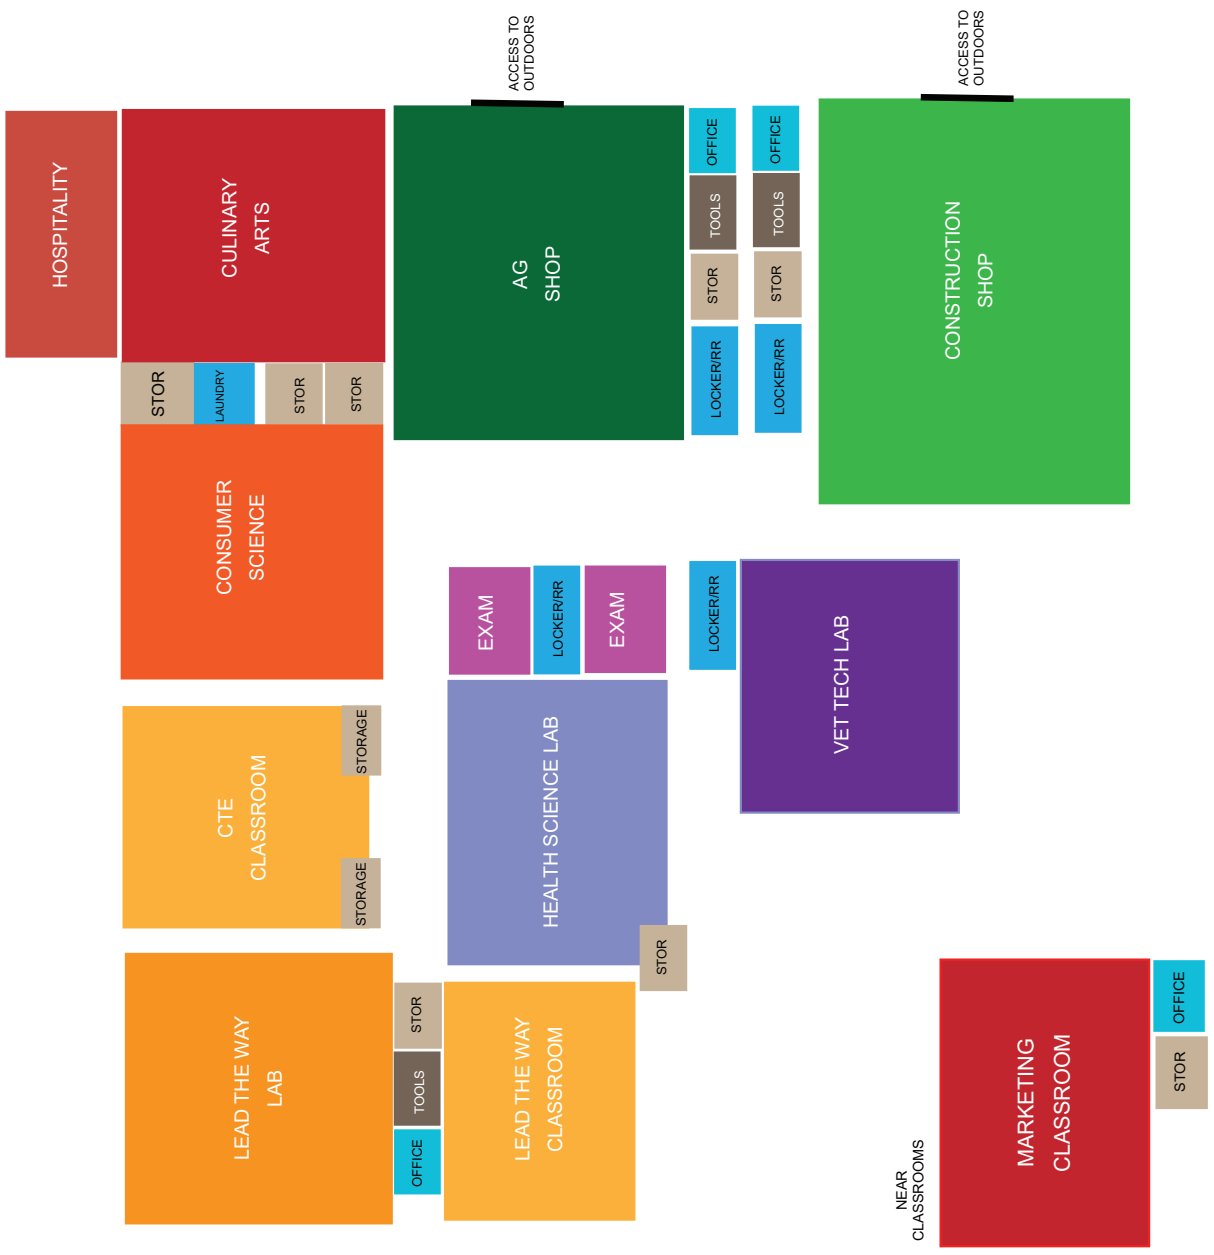 HOSPITALITY
CULINARY
ARTS
STOR
LAUNDRY
STOR
STOR
CONSUMER
SCIENCE
CTE
CLASSROOM
STORAGE
STORAGE
LEAD THE WAY
LAB
OFFICE
TOOLS
STOR
LEAD THE WAY
CLASSROOM
ACCESS TO
OUTDOORS
AG
SHOP
OFFICE
TOOLS
STOR
LOCKER/RR
OFFICE
TOOLS
STOR
LOCKER/RR
ACCESS TO
OUTDOORS
CONSTRUCTION
SHOP
EXAM
LOCKER/RR
EXAM
HEALTH SCIENCE LAB
STOR
LOCKER/RR
VET TECH LAB
NEAR
CLASSROOMS
MARKETING
CLASSROOM
OFFICE
STOR